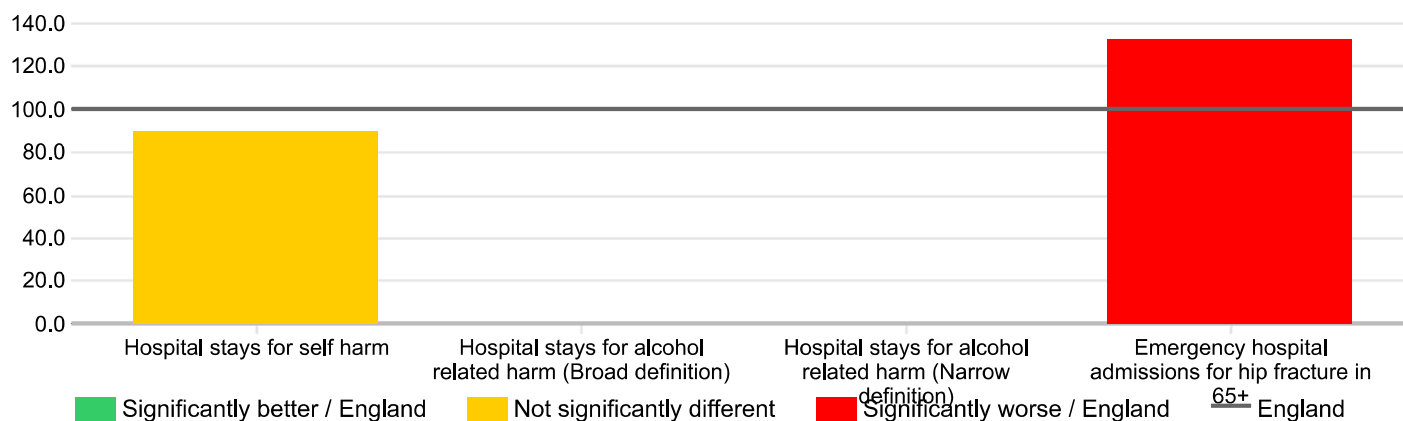 140.0
120.0
100.0
80.0
60.0
40.0
20.0
0.0
Hospital stays for self harm
Hospital stays for alcohol
related harm (Broad definition)
Hospital stays for alcohol
related harm (Narrow
definition)
Emergency hospital
admissions for hip fracture in
65+
Significantly better / England
Not significantly different
Significantly worse / England
England